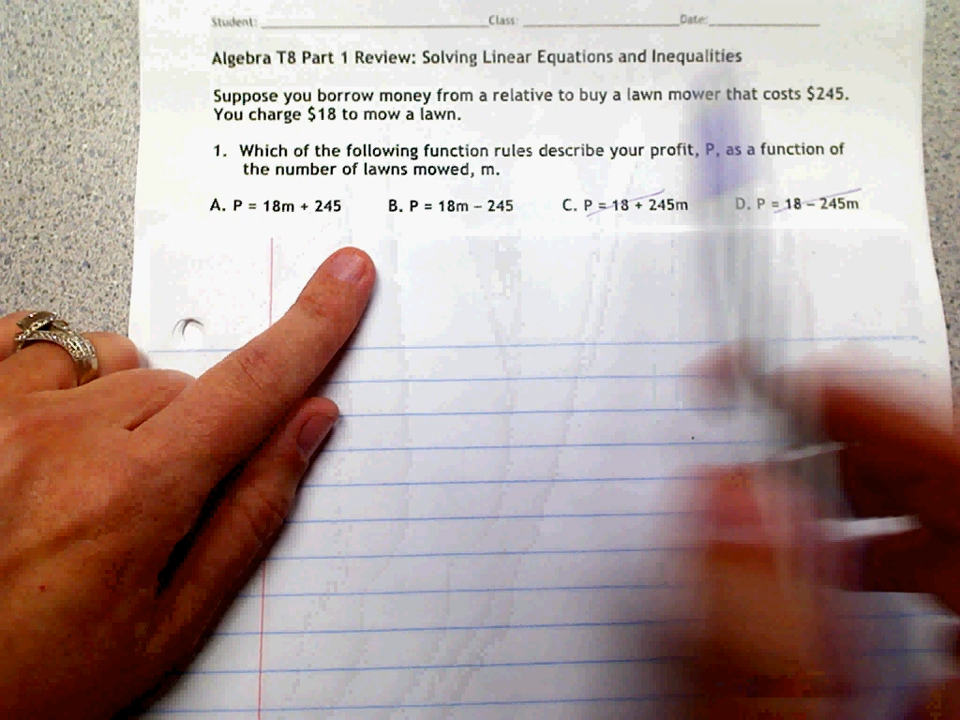 Student: Class: Date:
Algebra T8 Part 1 Review: Solving Linear Equations and Inequalities
Suppose you borrow money from a relative to buy a lawn mower that costs $245.
You charge $18 to mow a lawn.
1. Which of the following function rules describe your profit, P, as a function of
the number of lawns mowed, m.
A. P = 18m + 245 B. P = 18m – 245 C. P = 18 + 245m D. P = 18 – 245m